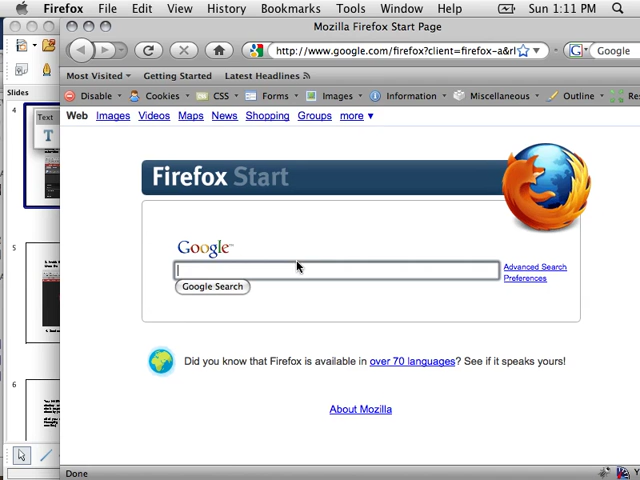 Firefox File Edit View History Bookmarks Tools Window Help Sun 1:11 PM
Mozilla Firefox Start Page
http://www.google.com/firefox?client=firefox-a&rl
Google
Most Visited Getting Started Latest Headlines
Disable Cookies CSS Forms Images Information Miscellaneous Outline Res
Web Images Videos Maps News Shopping Groups more
Slides
Text
T
4
Firefox Start
Google
Advanced Search
Preferences
Google Search
5
Did you know that Firefox is available in over 70 languages? See if it speaks yours!
6
About Mozilla
Done